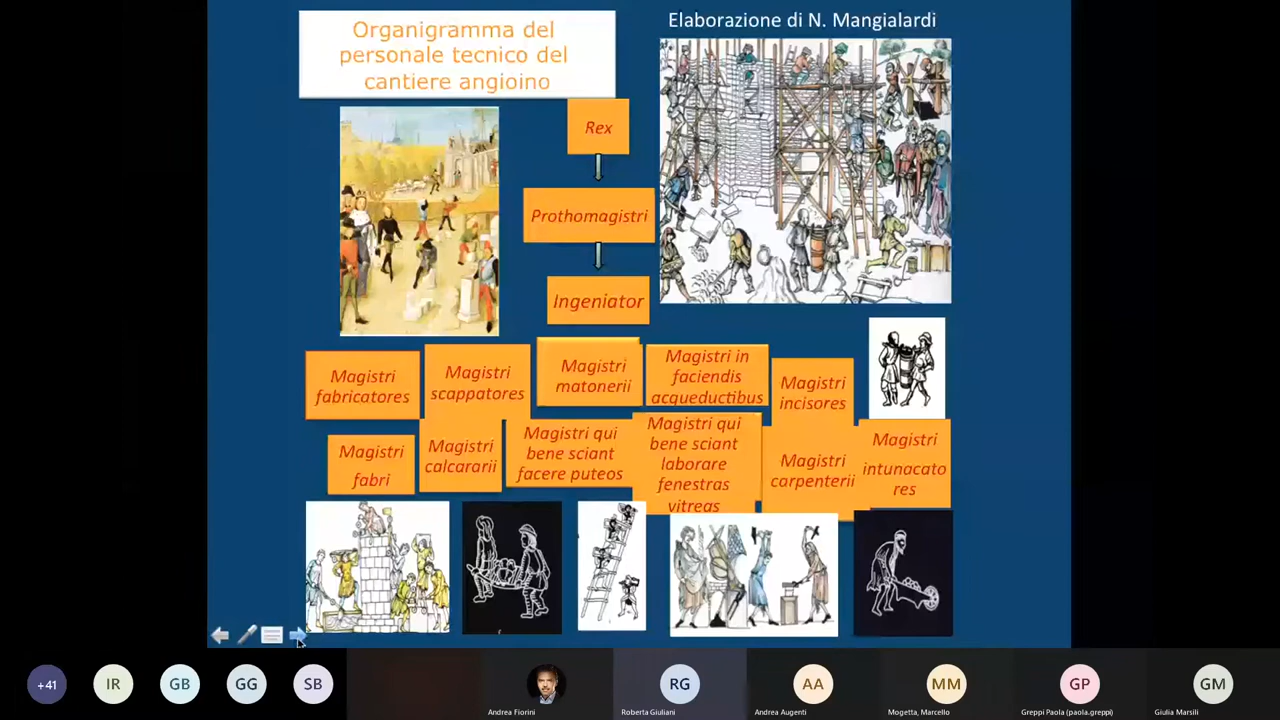 Organigramma del
personale tecnico del
cantiere angioino
Elaborazione di N. Mangialardi
Rex
Prothomagistri
Ingeniator
Magistri
fabricatores
Magistri
scappatores
Magistri
matonerii
Magistri in
faciendis
acqueductibus
Magistri
incisores
Magistri
fabri
Magistri
calcararii
Magistri qui
bene sciant
facere puteos
Magistri qui
bene sciant
laborare
fenestras
vitreas
Magistri
carpenterii
Magistri
intunacato
res
+41
IR
GB
GG
SB
Andrea Fiorini
RG
Roberta Giuliani
AA
Andrea Augenti
MM
Mogetta, Marcello
GP
Greppi Paola (paola.greppi)
GM
Giulia Marsili